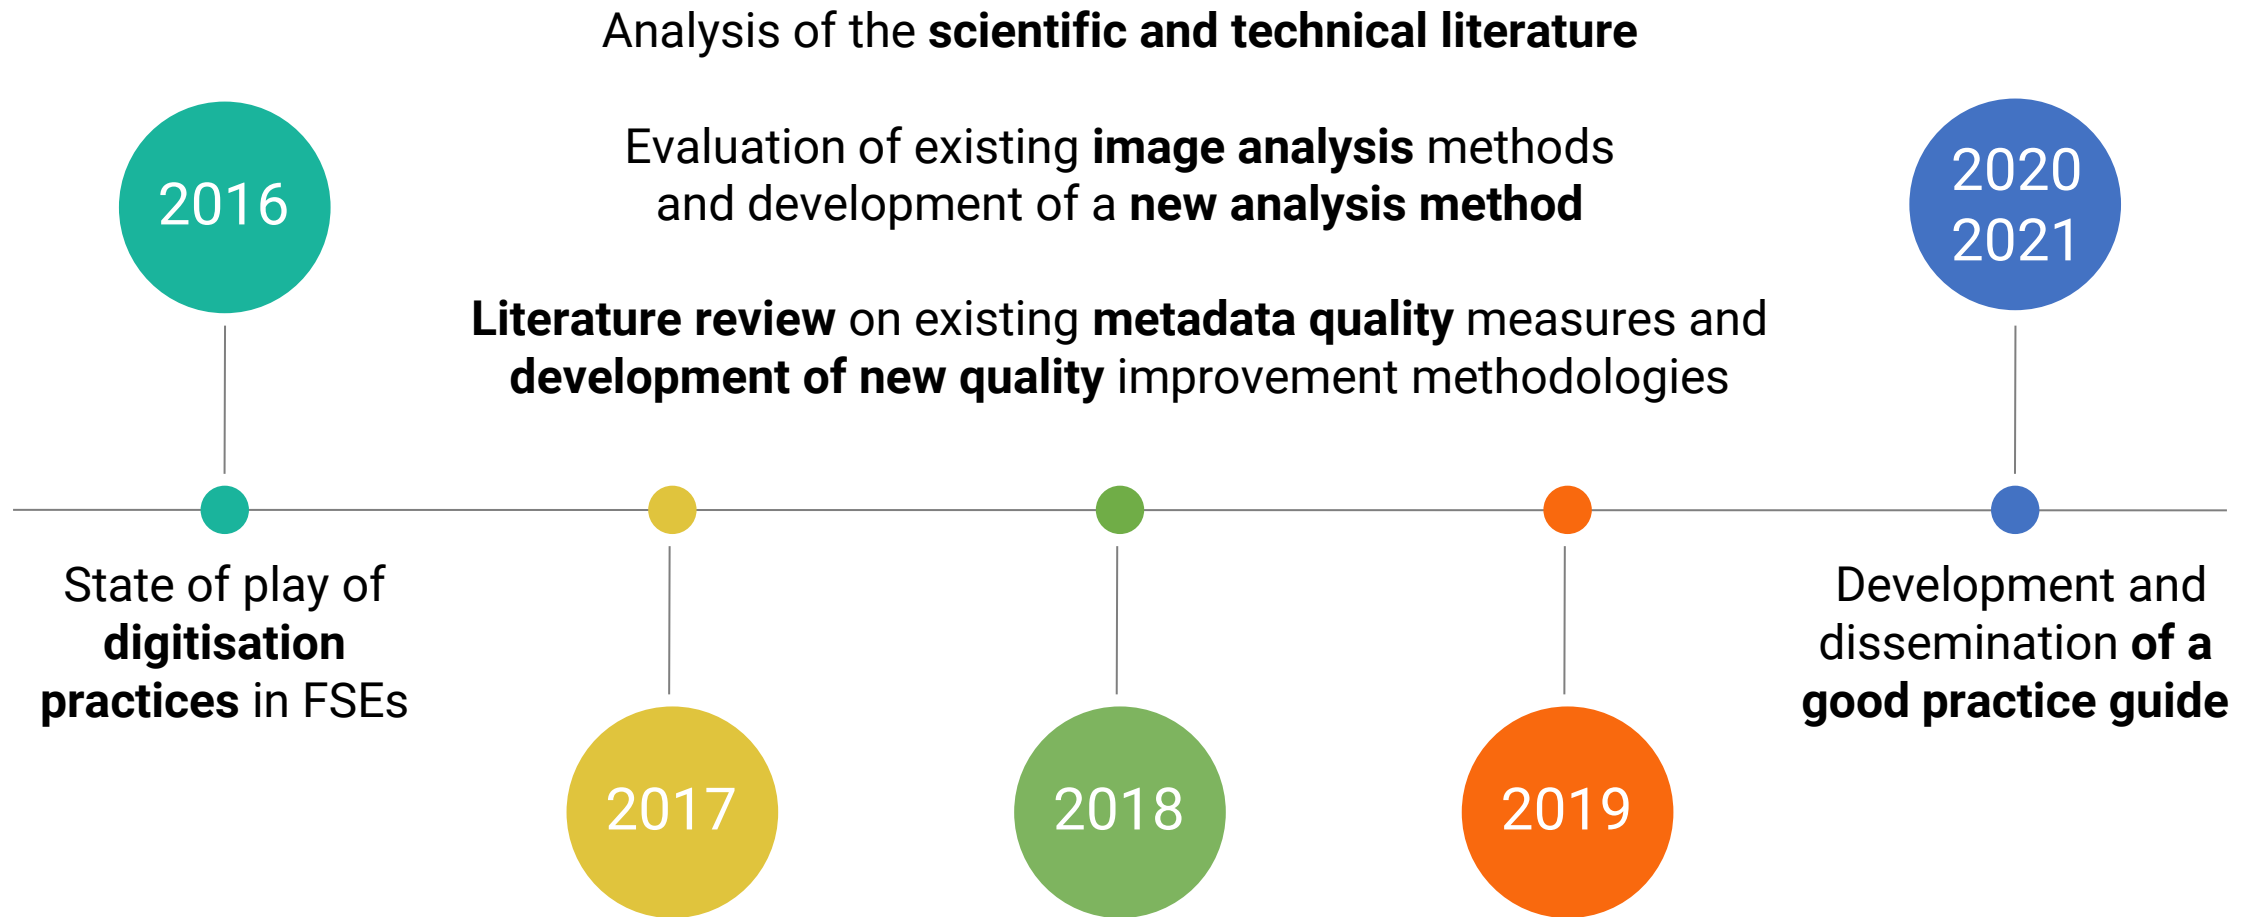 Analysis of the scientific and technical literature
Evaluation of existing image analysis methods
and development of a new analysis method
Literature review on existing metadata quality measures and
development of new quality improvement methodologies
2016
2020
2021
State of play of
digitisation
practices in FSEs
Development and
dissemination of a
good practice guide
2017
2018
2019